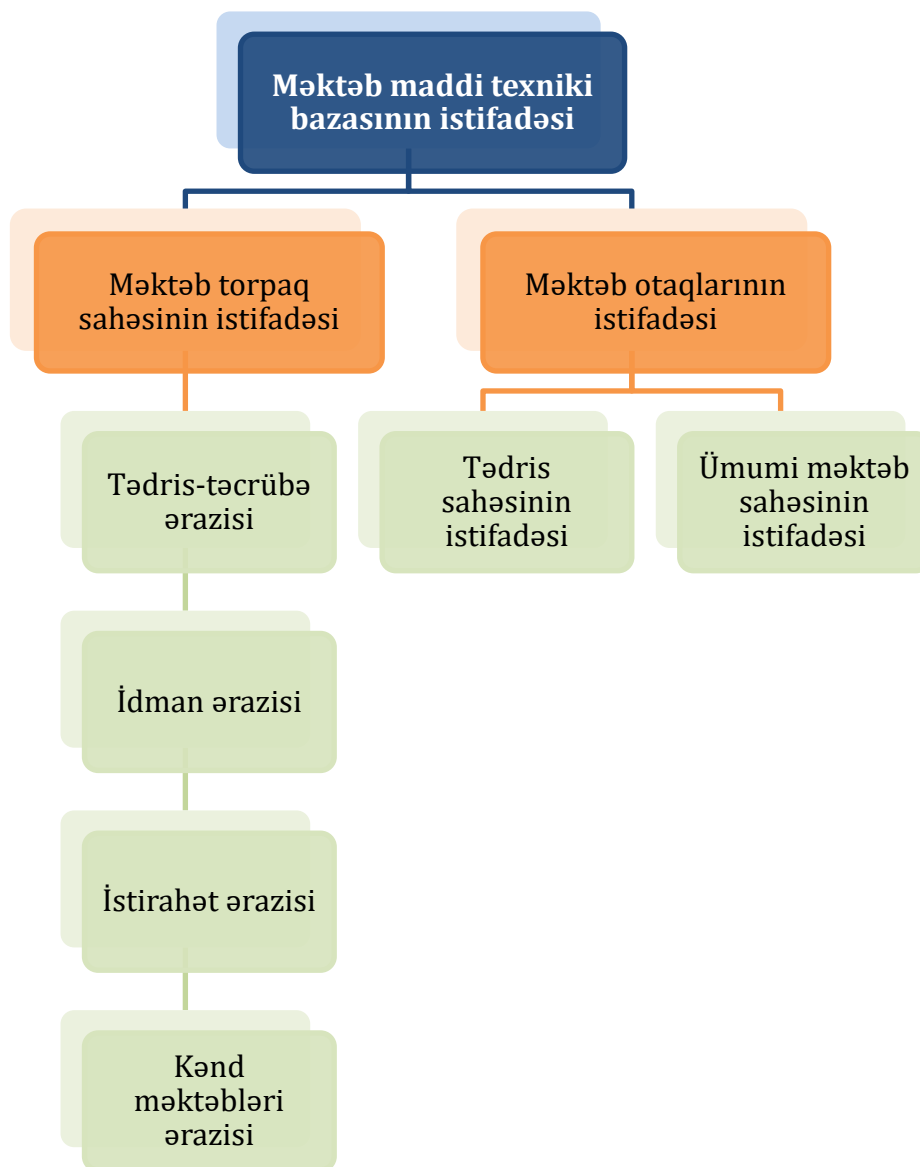 Məktəb maddi texniki
bazasının istifadəsi
Məktəb torpaq
sahəsinin istifadəsi
Məktəb otaqlarının
istifadəsi
Tədris-təcrübə
ərazisi
Tədris
sahəsinin
istifadəsi
Ümumi məktəb
sahəsinin
istifadəsi
İdman ərazisi
İstirahət ərazisi
Kənd
məktəbləri
ərazisi